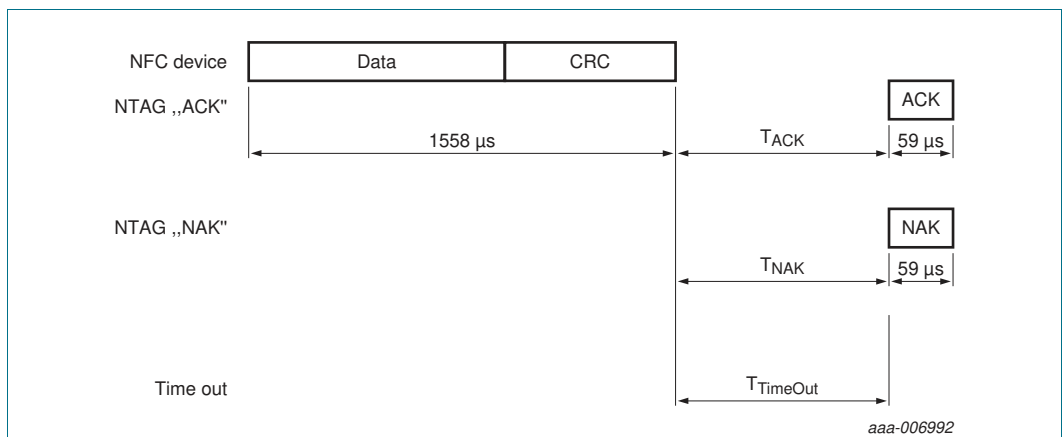 NFC device Data CRC
NTAG ,,ACK" ACK
1558 µs TACK 59 µs
NTAG ,,NAK" NAK
TNAK 59 µs
Time out TTimeOut
aaa-006992